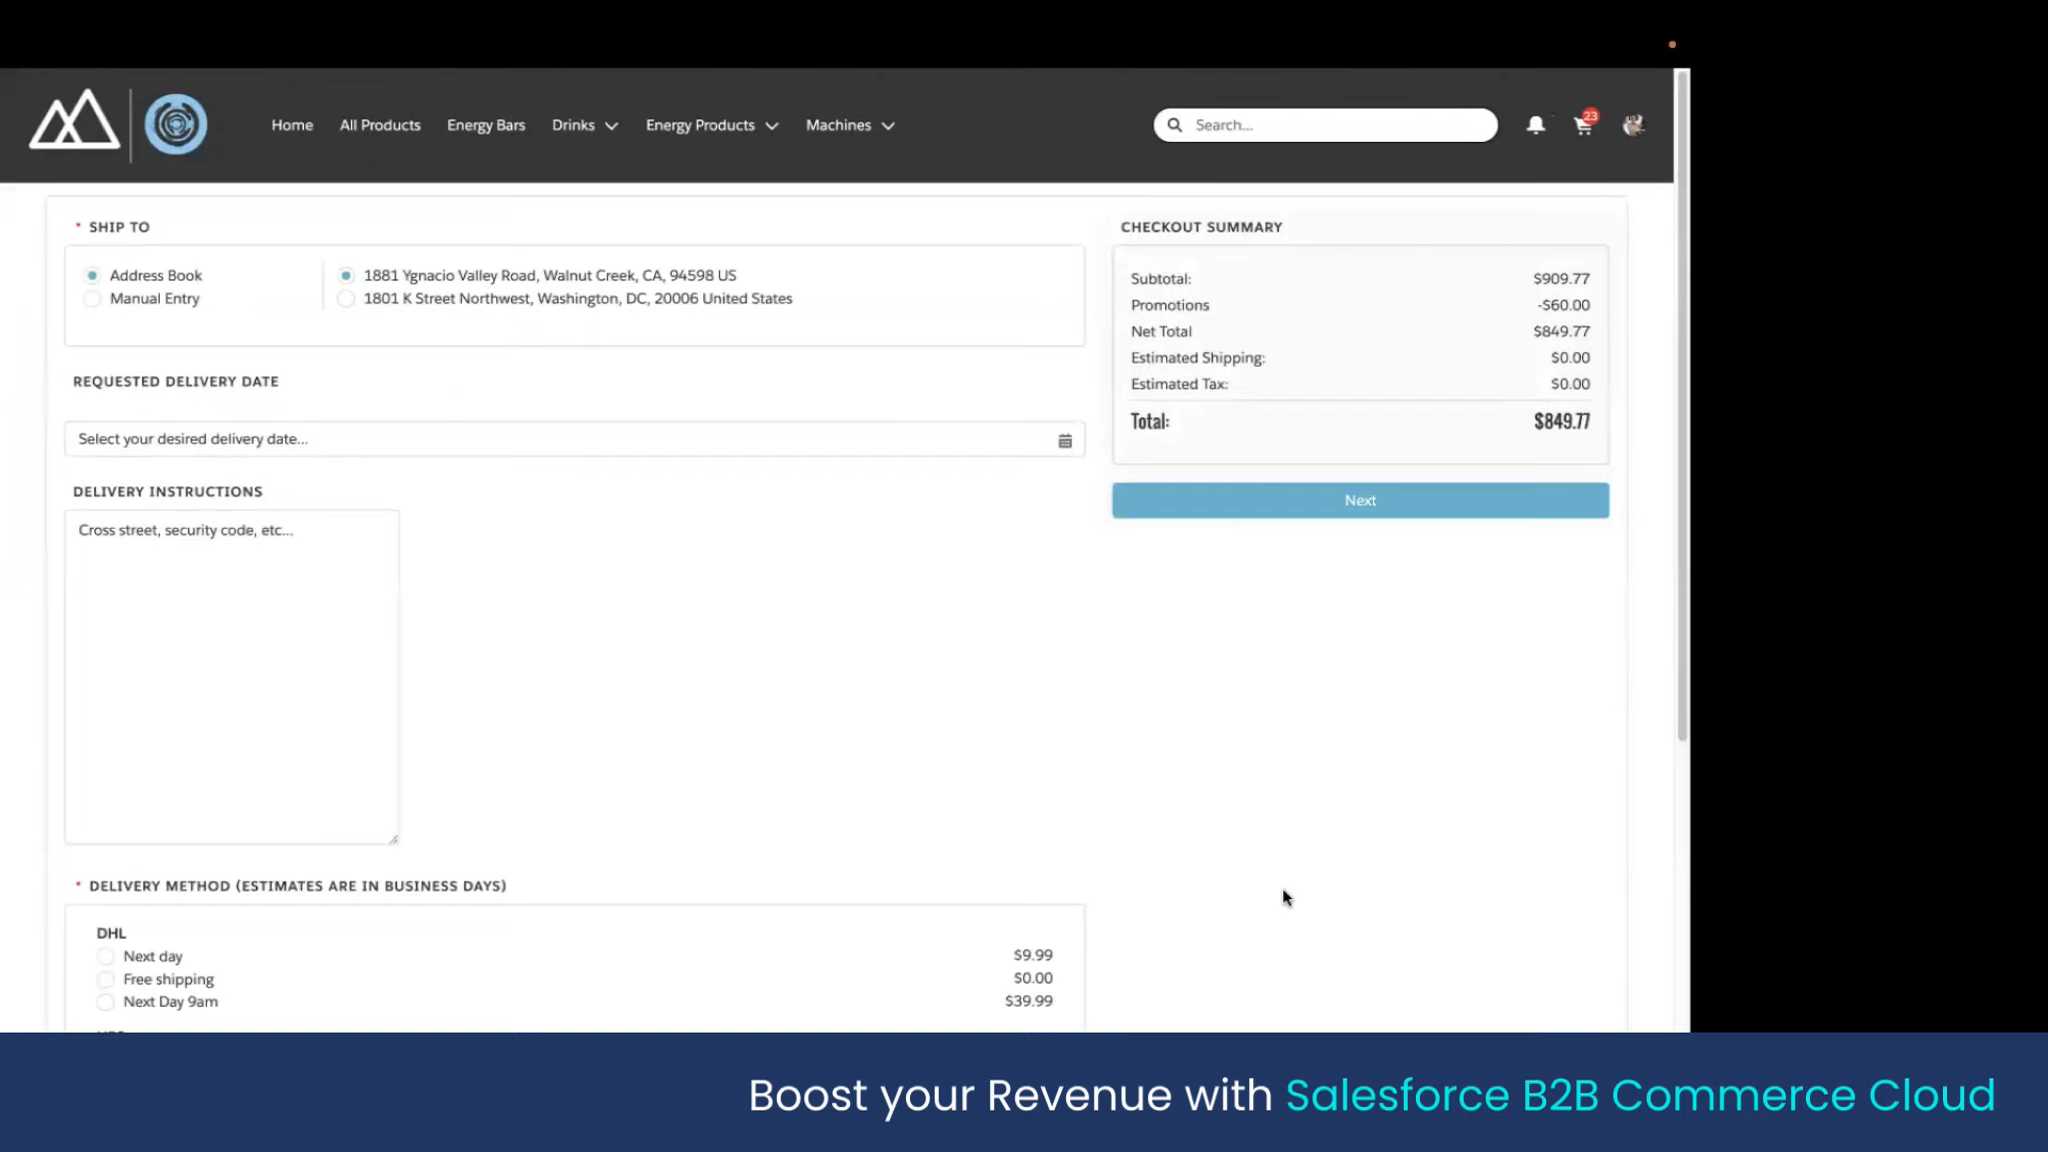 Home All Products Energy Bars Drinks Energy Products Machines Search... 23
* SHIP TO
Address Book
Manual Entry
1881 Ygnacio Valley Road, Walnut Creek, CA, 94598 US
1801 K Street Northwest, Washington, DC, 20006 United States
REQUESTED DELIVERY DATE
Select your desired delivery date...
DELIVERY INSTRUCTIONS
Cross street, security code, etc...
* DELIVERY METHOD (ESTIMATES ARE IN BUSINESS DAYS)
DHL
Next day $9.99
Free shipping $0.00
Next Day 9am $39.99
CHECKOUT SUMMARY
Subtotal: $909.77
Promotions -$60.00
Net Total $849.77
Estimated Shipping: $0.00
Estimated Tax: $0.00
Total: $849.77
Next
Boost your Revenue with Salesforce B2B Commerce Cloud